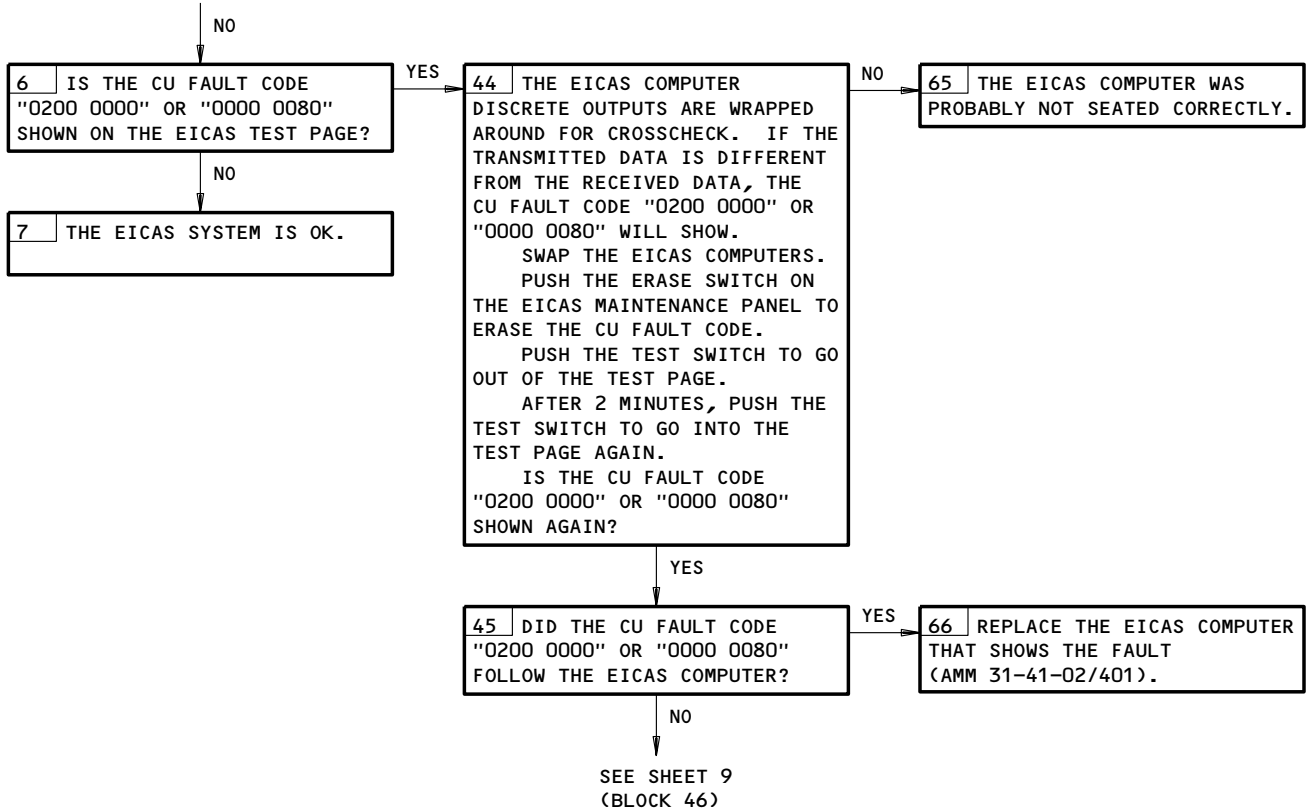 NO
6 IS THE CU FAULT CODE
"0200 0000" OR "0000 0080"
SHOWN ON THE EICAS TEST PAGE?
YES
NO
7 THE EICAS SYSTEM IS OK.
44 THE EICAS COMPUTER
DISCRETE OUTPUTS ARE WRAPPED
AROUND FOR CROSSCHECK. IF THE
TRANSMITTED DATA IS DIFFERENT
FROM THE RECEIVED DATA, THE
CU FAULT CODE "0200 0000" OR
"0000 0080" WILL SHOW.
SWAP THE EICAS COMPUTERS.
PUSH THE ERASE SWITCH ON
THE EICAS MAINTENANCE PANEL TO
ERASE THE CU FAULT CODE.
PUSH THE TEST SWITCH TO GO
OUT OF THE TEST PAGE.
AFTER 2 MINUTES, PUSH THE
TEST SWITCH TO GO INTO THE
TEST PAGE AGAIN.
IS THE CU FAULT CODE
"0200 0000" OR "0000 0080"
SHOWN AGAIN?
NO
65 THE EICAS COMPUTER WAS
PROBABLY NOT SEATED CORRECTLY.
YES
45 DID THE CU FAULT CODE
"0200 0000" OR "0000 0080"
FOLLOW THE EICAS COMPUTER?
YES
66 REPLACE THE EICAS COMPUTER
THAT SHOWS THE FAULT
(AMM 31-41-02/401).
NO
SEE SHEET 9
(BLOCK 46)